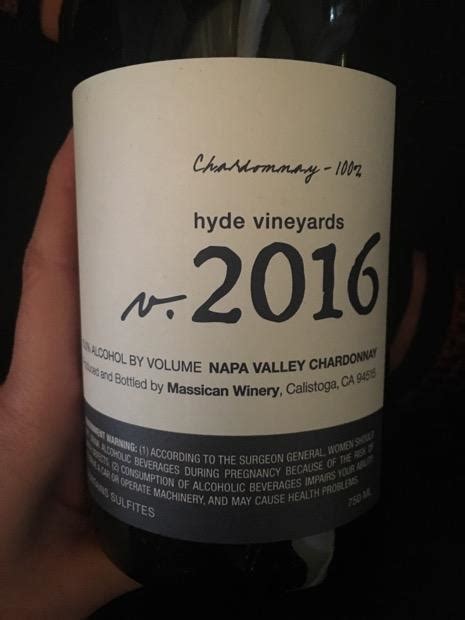 Chardonnay - 100%
hyde vineyards
v. 2016
ALCOHOL BY VOLUME NAPA VALLEY CHARDONNAY
and Bottled by Massican Winery, Calistoga, CA 94515
WARNING: (1) ACCORDING TO THE SURGEON GENERAL, WOMEN SHOULD
ALCOHOLIC BEVERAGES DURING PREGNANCY BECAUSE OF THE RISK OF
(2) CONSUMPTION OF ALCOHOLIC BEVERAGES IMPAIRS YOUR ABILITY
A CAR OR OPERATE MACHINERY, AND MAY CAUSE HEALTH PROBLEMS
SULFITES 750 ML